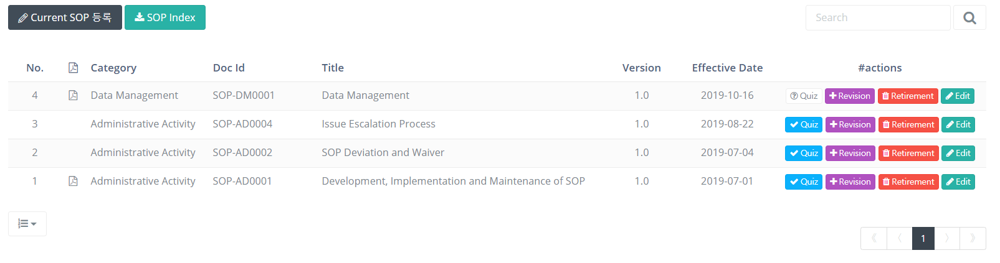 Current SOP 등록 SOP Index Search
No. Category Doc Id Title Version Effective Date #actions
4 Data Management SOP-DM0001 Data Management 1.0 2019-10-16 Quiz Revision Retirement Edit
3 Administrative Activity SOP-AD0004 Issue Escalation Process 1.0 2019-08-22 Quiz Revision Retirement Edit
2 Administrative Activity SOP-AD0002 SOP Deviation and Waiver 1.0 2019-07-04 Quiz Revision Retirement Edit
1 Administrative Activity SOP-AD0001 Development, Implementation and Maintenance of SOP 1.0 2019-07-01 Quiz Revision Retirement Edit
《 〈 1 〉 》